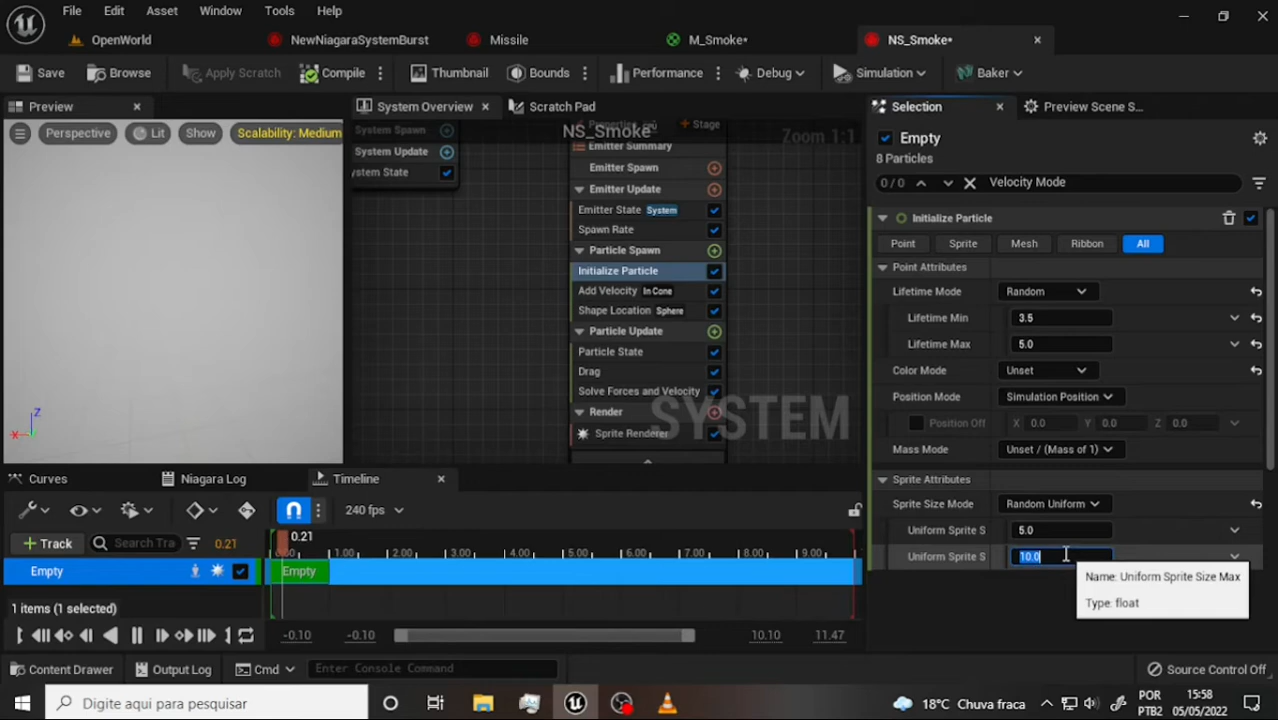 File Edit Asset Window Tools Help
OpenWorld NewNiagaraSystemBurst Missile M_Smoke* NS_Smoke*
Save Browse Apply Scratch Compile Thumbnail Bounds Performance Debug Simulation Baker
Preview System Overview Scratch Pad Selection Preview Scene S...
Perspective Lit Show Scalability: Medium
System Spawn
System Update
ystem State
NS_Smoke*
Stage
Zoom 1:1
Emitter Summary
Emitter Spawn
Emitter Update
Emitter State System
Spawn Rate
Particle Spawn
Initialize Particle
Add Velocity In Cone
Shape Location Sphere
Particle Update
Particle State
Drag
Solve Forces and Velocity
Render
Sprite Renderer
SYSTEM
Z
X
Empty
8 Particles
0/0 Velocity Mode
Initialize Particle
Point Sprite Mesh Ribbon All
Point Attributes
Lifetime Mode Random
Lifetime Min 3.5
Lifetime Max 5.0
Color Mode Unset
Position Mode Simulation Position
Position Off X 0.0 Y 0.0 Z 0.0
Mass Mode Unset / (Mass of 1)
Sprite Attributes
Sprite Size Mode Random Uniform
Uniform Sprite S 5.0
Uniform Sprite S 10.0
Name: Uniform Sprite Size Max
Type: float
Curves Niagara Log Timeline
240 fps
Track Search Tra 0.21 0.21
0.00 1.00 2.00 3.00 4.00 5.00 6.00 7.00 8.00 9.00
Empty Empty
1 items (1 selected)
-0.10 -0.10 10.10 11.47
Content Drawer Output Log Cmd Enter Console Command Source Control Off
Digite aqui para pesquisar 18°C Chuva fraca POR 15:58
PTB2 05/05/2022